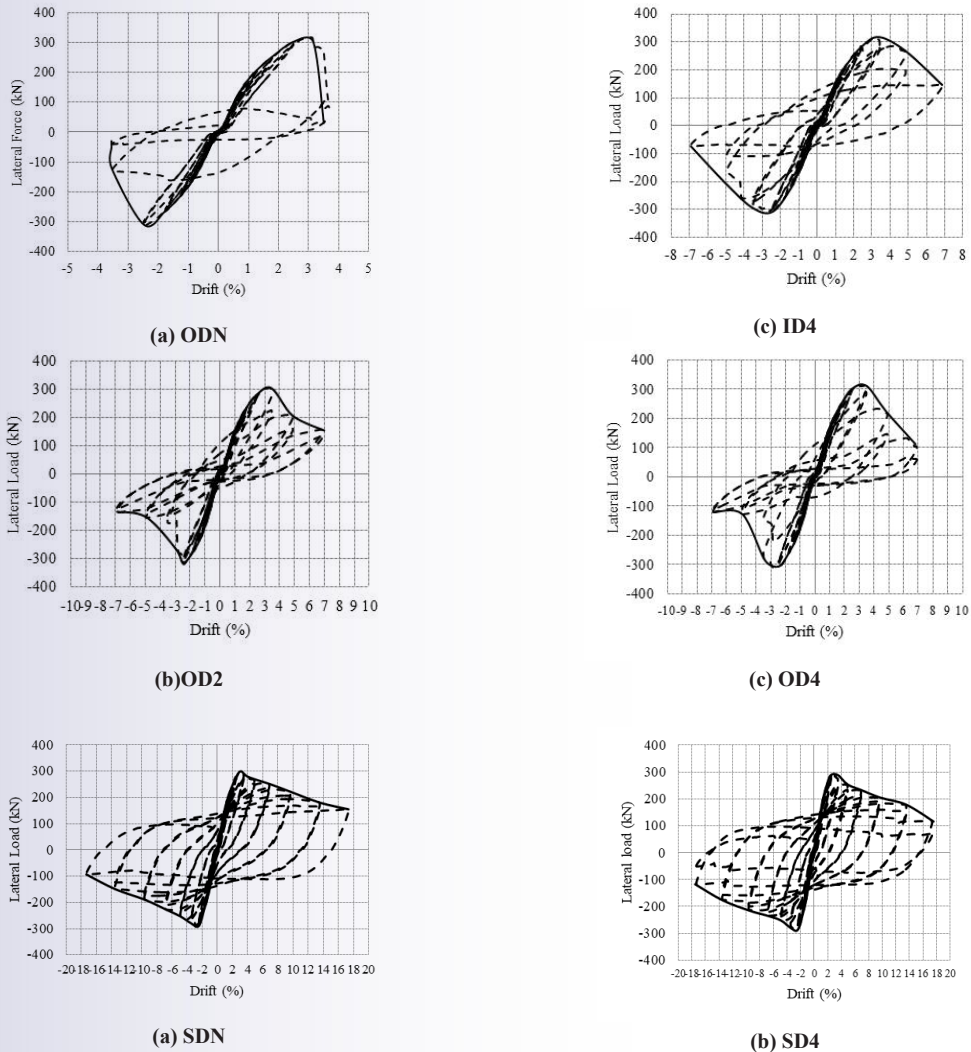 400
300
200
100
0
-100
-200
-300
-400
Lateral Force (kN)
-5 -4 -3 -2 -1 0 1 2 3 4 5
Drift (%)
(a) ODN
400
300
200
100
0
-100
-200
-300
-400
Lateral Load (kN)
-8 -7 -6 -5 -4 -3 -2 -1 0 1 2 3 4 5 6 7 8
Drift (%)
(c) ID4
400
300
200
100
0
-100
-200
-300
-400
Lateral Load (kN)
-10-9 -8 -7 -6 -5 -4 -3 -2 -1 0 1 2 3 4 5 6 7 8 9 10
Drift (%)
(b)OD2
400
300
200
100
0
-100
-200
-300
-400
Lateral Load (kN)
-10-9 -8 -7 -6 -5 -4 -3 -2 -1 0 1 2 3 4 5 6 7 8 9 10
Drift (%)
(c) OD4
400
300
200
100
0
-100
-200
-300
-400
Lateral Load (kN)
-20-18-16-14-12-10 -8 -6 -4 -2 0 2 4 6 8 10 12 14 16 18 20
Drift (%)
(a) SDN
400
300
200
100
0
-100
-200
-300
-400
Lateral load (kN)
-20-18-16-14-12-10 -8 -6 -4 -2 0 2 4 6 8 10 12 14 16 18 20
Drift (%)
(b) SD4